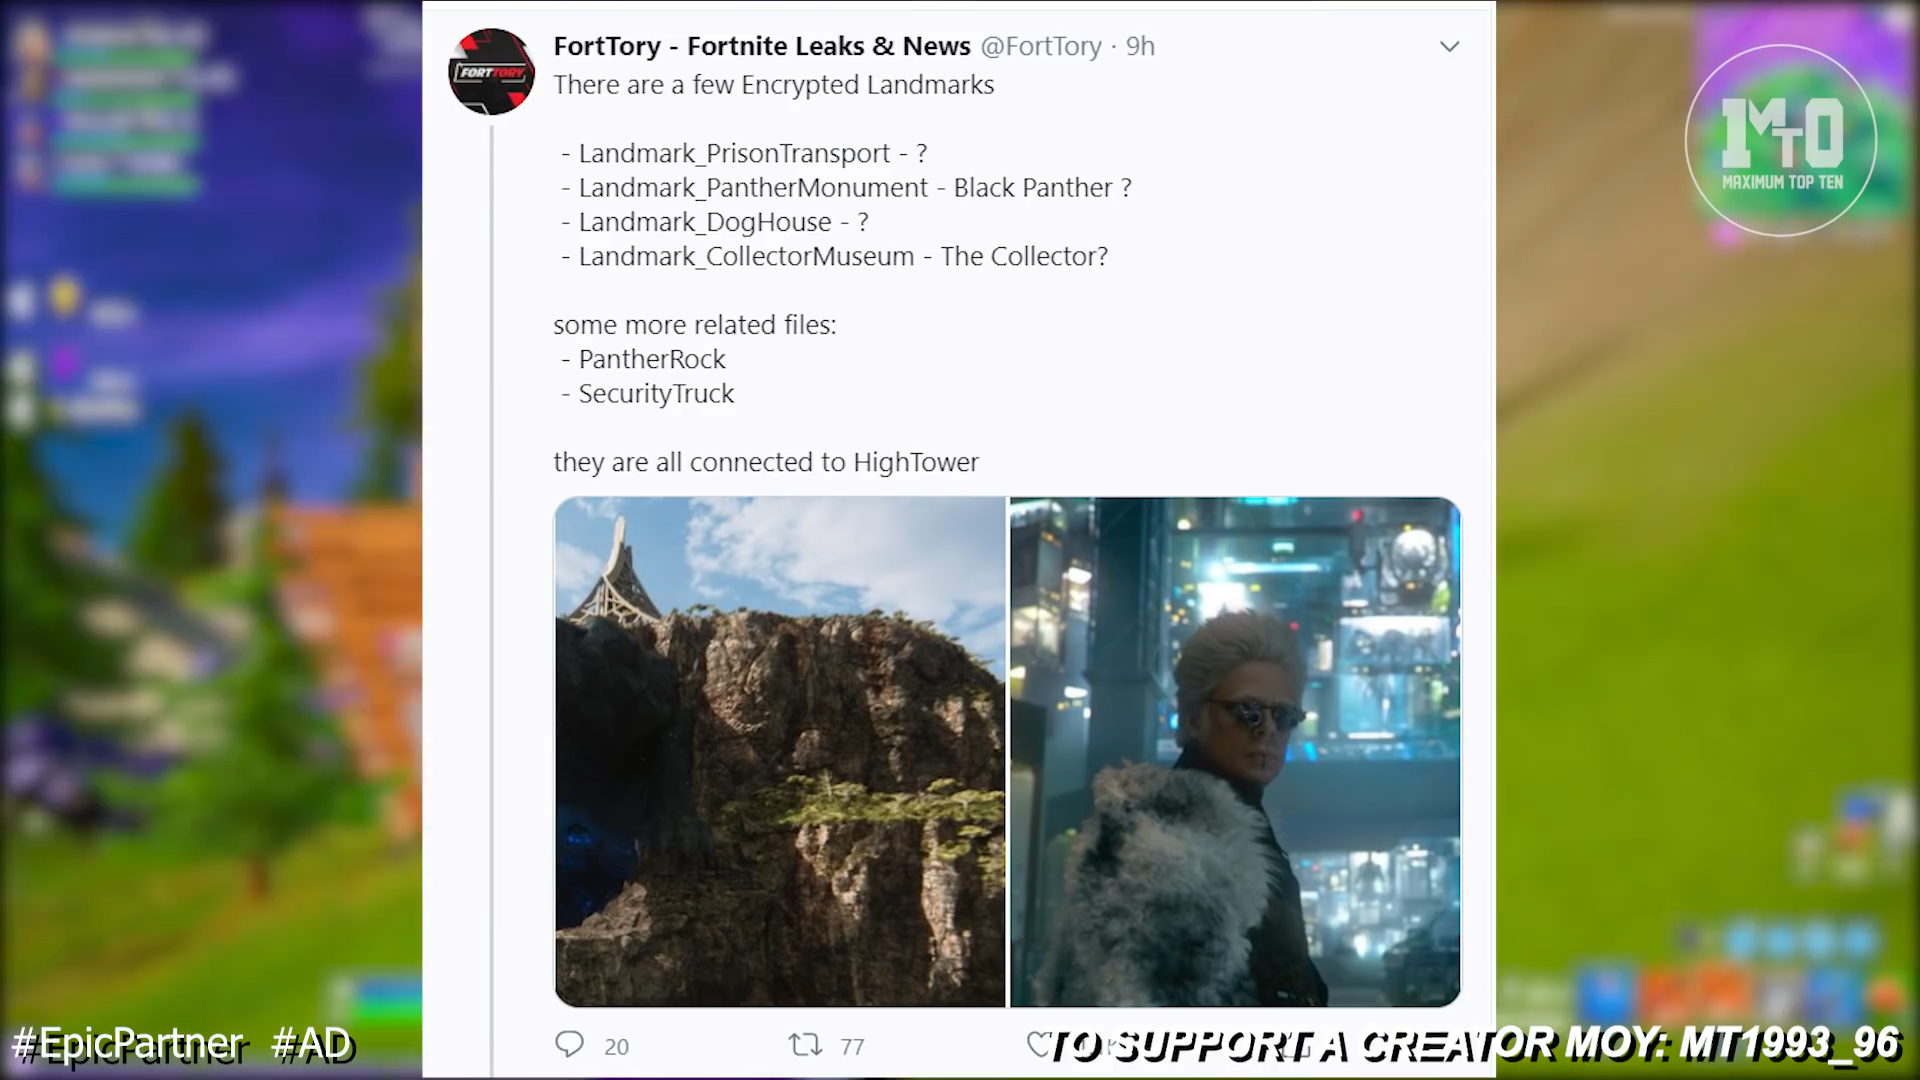 FortTory - Fortnite Leaks & News @FortTory · 9h
FORTTORY
There are a few Encrypted Landmarks
- Landmark_PrisonTransport - ?
- Landmark_PantherMonument - Black Panther ?
- Landmark_DogHouse - ?
- Landmark_CollectorMuseum - The Collector?
some more related files:
- PantherRock
- SecurityTruck
they are all connected to HighTower
20 77
1MT0
MAXIMUM TOP TEN
#EpicPartner #AD
TO SUPPORT A CREATOR MOY: MT1993_96